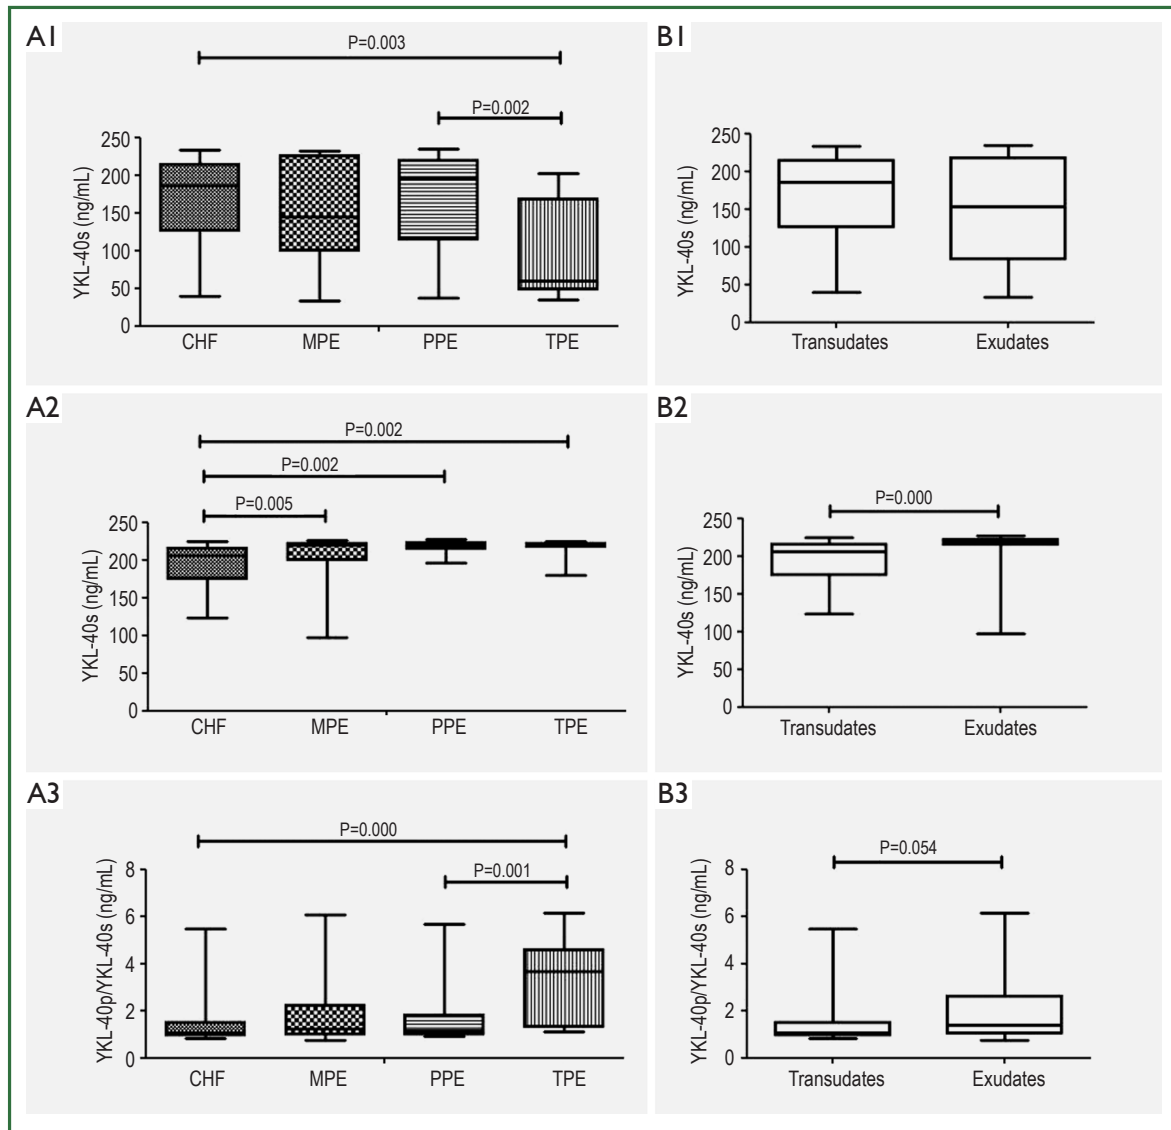 A1
P=0.003
P=0.002
YKL-40s (ng/mL)
250
200
150
100
50
0
CHF MPE PPE TPE
B1
YKL-40s (ng/mL)
250
200
150
100
50
0
Transudates Exudates
A2
P=0.002
P=0.002
P=0.005
YKL-40s (ng/mL)
250
200
150
100
50
0
CHF MPE PPE TPE
B2
P=0.000
YKL-40s (ng/mL)
250
200
150
100
50
0
Transudates Exudates
A3
P=0.000
P=0.001
YKL-40p/YKL-40s (ng/mL)
8
6
4
2
0
CHF MPE PPE TPE
B3
P=0.054
YKL-40p/YKL-40s (ng/mL)
8
6
4
2
0
Transudates Exudates